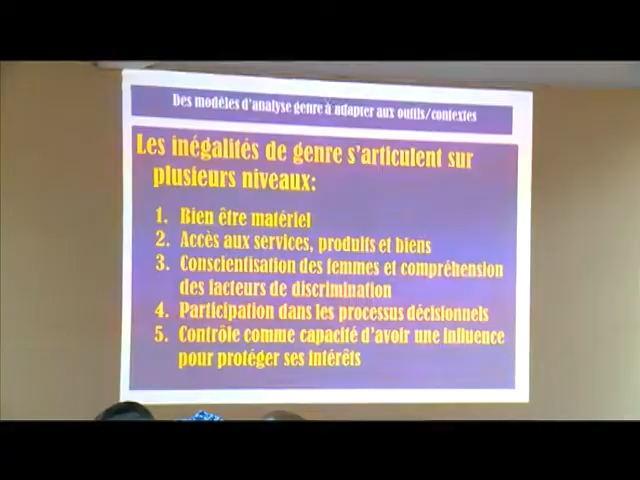 Des modèles d'analyse genre à adapter aux outils/contextes
Les inégalités de genre s'articulent sur
plusieurs niveaux:
1. Bien être matériel
2. Accès aux services, produits et biens
3. Conscientisation des femmes et compréhension
des facteurs de discrimination
4. Participation dans les processus décisionnels
5. Contrôle comme capacité d'avoir une influence
pour protéger ses intérêts